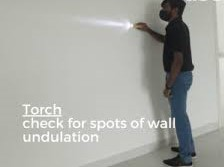 Torch
check for spots of wall
undulation